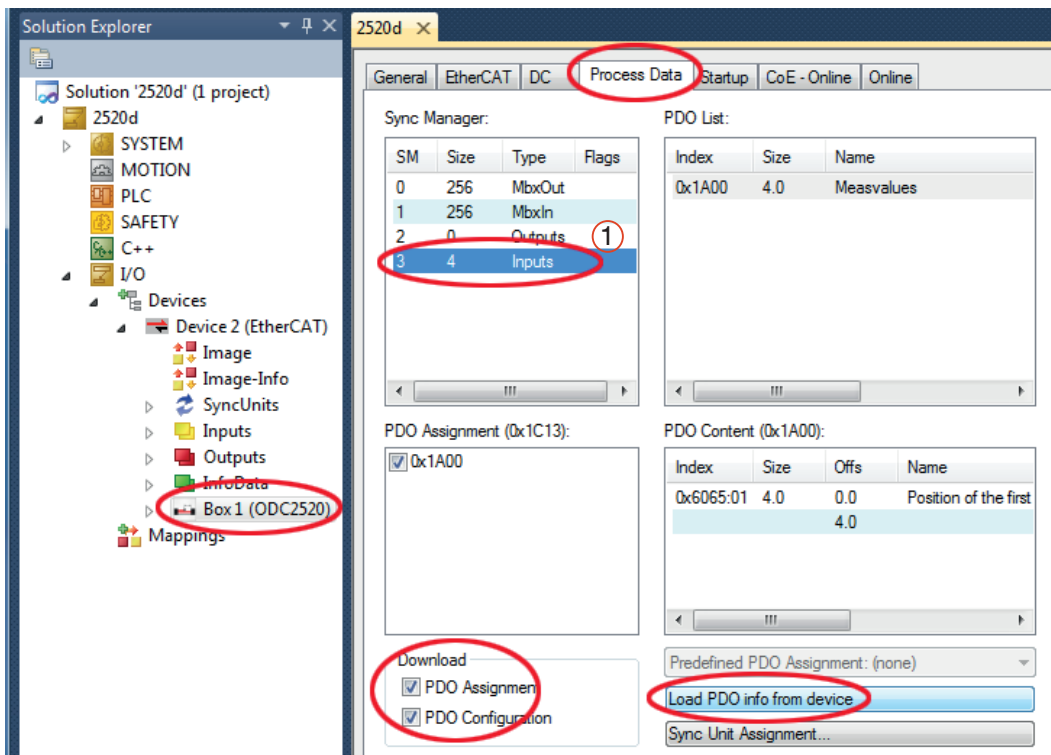 Solution Explorer
Solution '2520d' (1 project)
2520d
SYSTEM
MOTION
PLC
SAFETY
C++
I/O
Devices
Device 2 (EtherCAT)
Image
Image-Info
SyncUnits
Inputs
Outputs
InfoData
Box 1 (ODC2520)
Mappings
2520d
General EtherCAT DC Process Data Startup CoE - Online Online
Sync Manager:
SM Size Type Flags
0 256 MbxOut
1 256 MbxIn
2 0 Outputs
3 4 Inputs
1
PDO List:
Index Size Name
0x1A00 4.0 Measvalues
PDO Assignment (0x1C13):
0x1A00
PDO Content (0x1A00):
Index Size Offs Name
0x6065:01 4.0 0.0 Position of the first
4.0
Download
PDO Assignment
PDO Configuration
Predefined PDO Assignment: (none)
Load PDO info from device
Sync Unit Assignment...